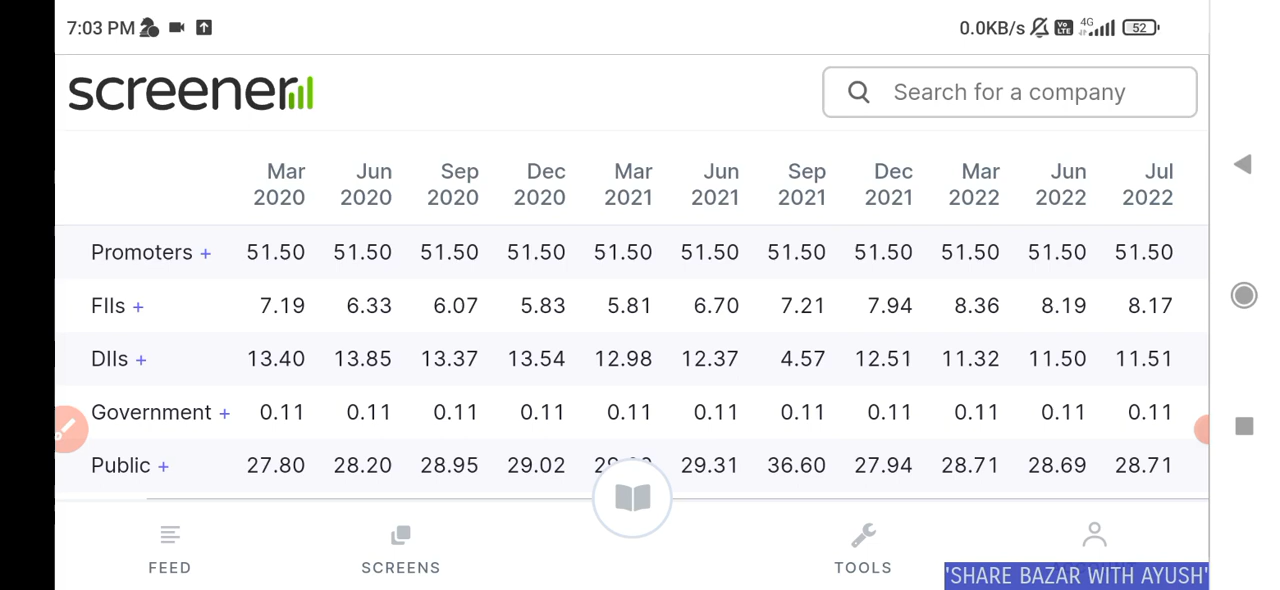 7:03 PM 0.0KB/s Vo LTE 4G 52
screener Search for a company
Mar Jun Sep Dec Mar Jun Sep Dec Mar Jun Jul
2020 2020 2020 2020 2021 2021 2021 2021 2022 2022 2022
Promoters + 51.50 51.50 51.50 51.50 51.50 51.50 51.50 51.50 51.50 51.50 51.50
FIIs + 7.19 6.33 6.07 5.83 5.81 6.70 7.21 7.94 8.36 8.19 8.17
DIIs + 13.40 13.85 13.37 13.54 12.98 12.37 4.57 12.51 11.32 11.50 11.51
Government + 0.11 0.11 0.11 0.11 0.11 0.11 0.11 0.11 0.11 0.11 0.11
Public + 27.80 28.20 28.95 29.02 29.31 36.60 27.94 28.71 28.69 28.71
FEED SCREENS TOOLS
'SHARE BAZAR WITH AYUSH'